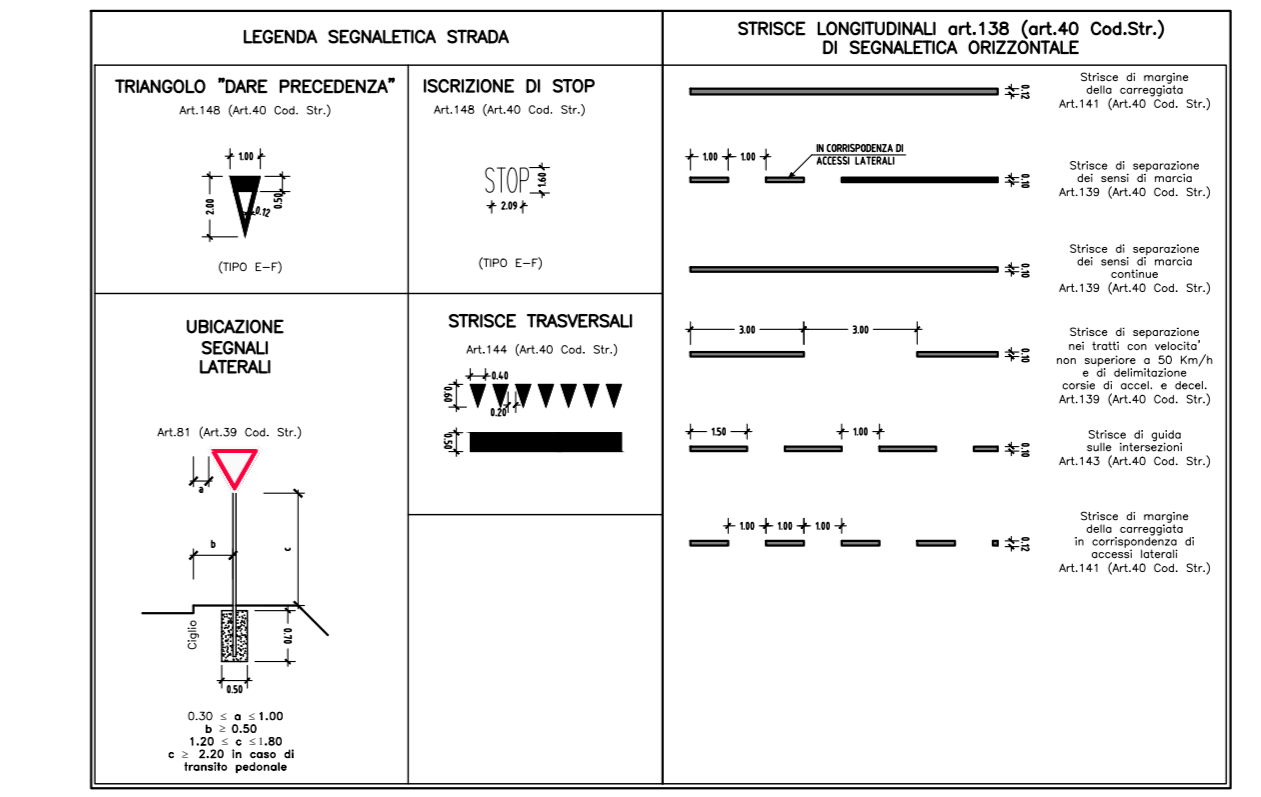 LEGENDA SEGNALETICA STRADA
TRIANGOLO "DARE PRECEDENZA"
Art.148 (Art.40 Cod. Str.)
1.00
2.00
0.50
0.12
(TIPO E-F)
ISCRIZIONE DI STOP
Art.148 (Art.40 Cod. Str.)
STOP
1.60
2.09
(TIPO E-F)
UBICAZIONE
SEGNALI
LATERALI
Art.81 (Art.39 Cod. Str.)
a
b
c
Ciglio
0.70
0.50
0.30 ≤ a ≤1.00
b ≥ 0.50
1.20 ≤ c ≤1.80
c ≥ 2.20 in caso di
transito pedonale
STRISCE TRASVERSALI
Art.144 (Art.40 Cod. Str.)
0.40
0.60
0.20
0.50
STRISCE LONGITUDINALI art.138 (art.40 Cod.Str.)
DI SEGNALETICA ORIZZONTALE
0.12
Strisce di margine
della carreggiata
Art.141 (Art.40 Cod. Str.)
1.00 1.00
IN CORRISPODENZA DI
ACCESSI LATERALI
0.10
Strisce di separazione
dei sensi di marcia
Art.139 (Art.40 Cod. Str.)
0.10
Strisce di separazione
dei sensi di marcia
continue
Art.139 (Art.40 Cod. Str.)
3.00 3.00
0.10
Strisce di separazione
nei tratti con velocita'
non superiore a 50 Km/h
e di delimitazione
corsie di accel. e decel.
Art.139 (Art.40 Cod. Str.)
1.50 1.00
0.10
Strisce di guida
sulle intersezioni
Art.143 (Art.40 Cod. Str.)
1.00 1.00 1.00
0.12
Strisce di margine
della carreggiata
in corrispondenza di
accessi laterali
Art.141 (Art.40 Cod. Str.)